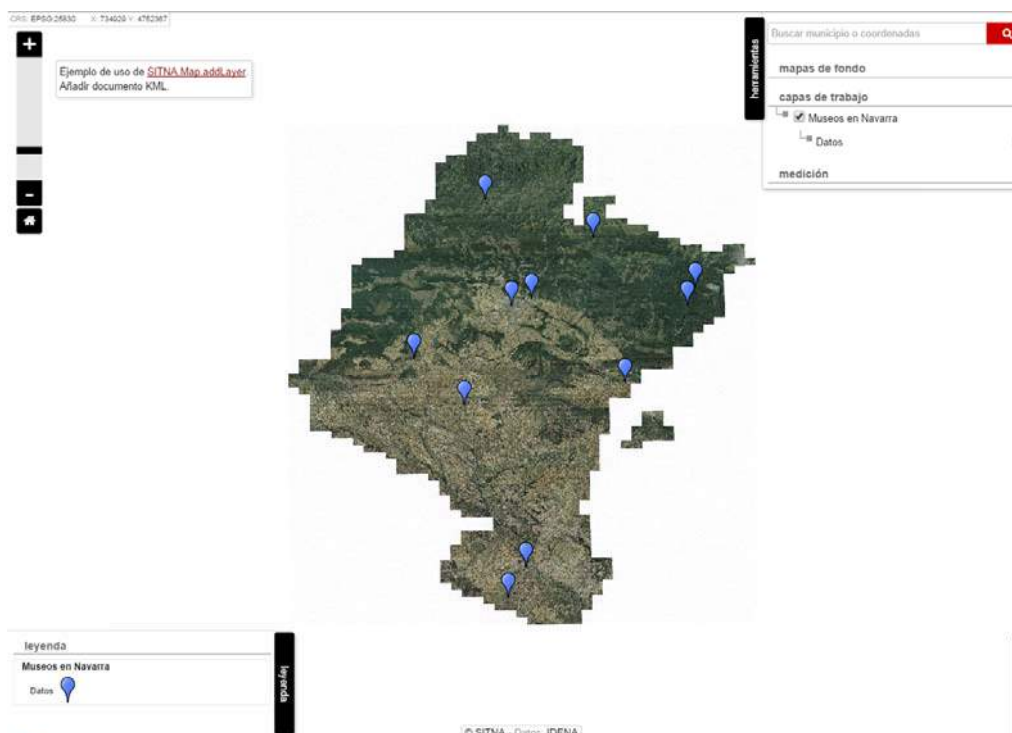 CRS: EPSG:25830 X: 734929 Y: 4752367
+
Ejemplo de uso de SITNA.Map.addLayer
Añadir documento KML.
-
herramientas
Buscar municipio o coordenadas
mapas de fondo
capas de trabajo
Museos en Navarra
Datos
medición
leyenda
Museos en Navarra
Datos
leyenda
© SITNA - Datos: IDENA